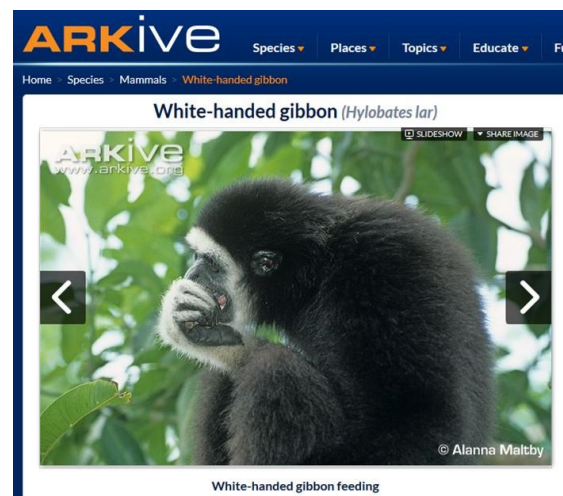 ARKive
Species Places Topics Educate
Home > Species > Mammals > White-handed gibbon
White-handed gibbon (Hylobates lar)
SLIDESHOW SHARE IMAGE
ARKive
www.arkive.org
© Alanna Maltby
White-handed gibbon feeding